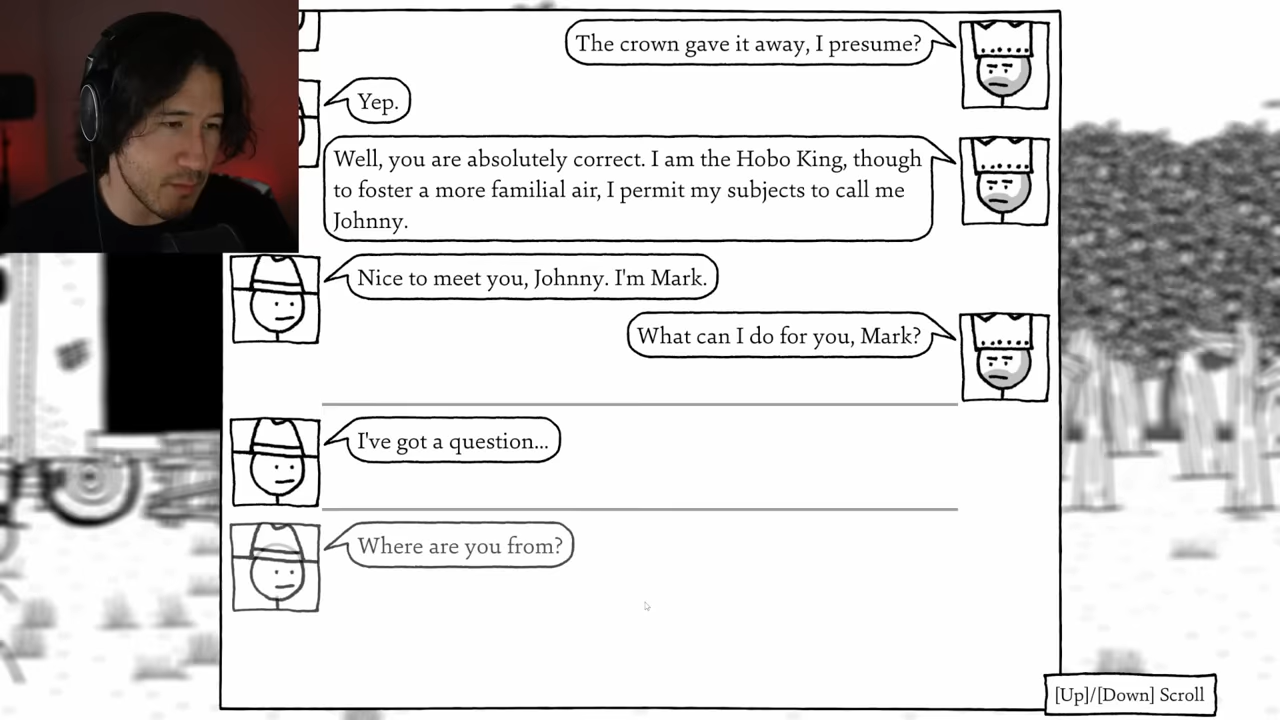 The crown gave it away, I presume?
Yep.
Well, you are absolutely correct. I am the Hobo King, though
to foster a more familial air, I permit my subjects to call me
Johnny.
Nice to meet you, Johnny. I'm Mark.
What can I do for you, Mark?
I've got a question...
Where are you from?
[Up]/[Down] Scroll